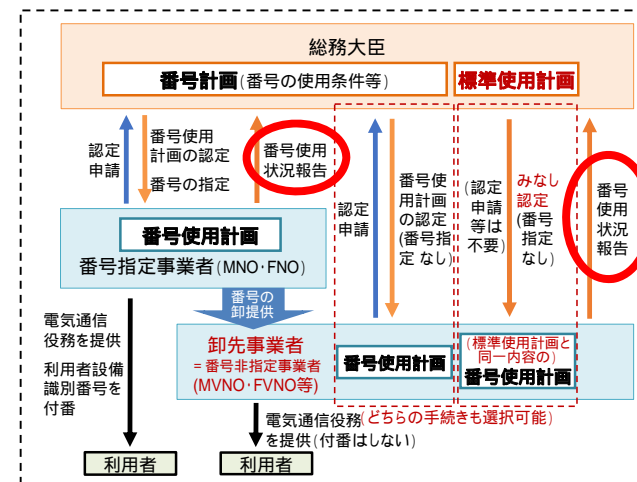 総務大臣
番号計画(番号の使用条件等)
標準使用計画
認定
申請
番号使用
計画の認定
番号の指定
番号使用
状況報告
認定
申請
番号使
用計画
の認定
(番号指
定 なし)
(認定
申請
等は
不要)
みなし
認定
(番号
指定
なし)
番号
使用
状況
報告
番号使用計画
番号指定事業者(MNO･FNO)
番号の
卸提供
電気通信
役務を提供
利用者設備
識別番号を
付番
卸先事業者
= 番号非指定事業者
(MVNO･FVNO等)
番号使用計画
(標準使用計画と
同一内容の)
番号使用計画
電気通信役務(どちらの手続きも選択可能)
を提供(付番はしない)
利用者
利用者